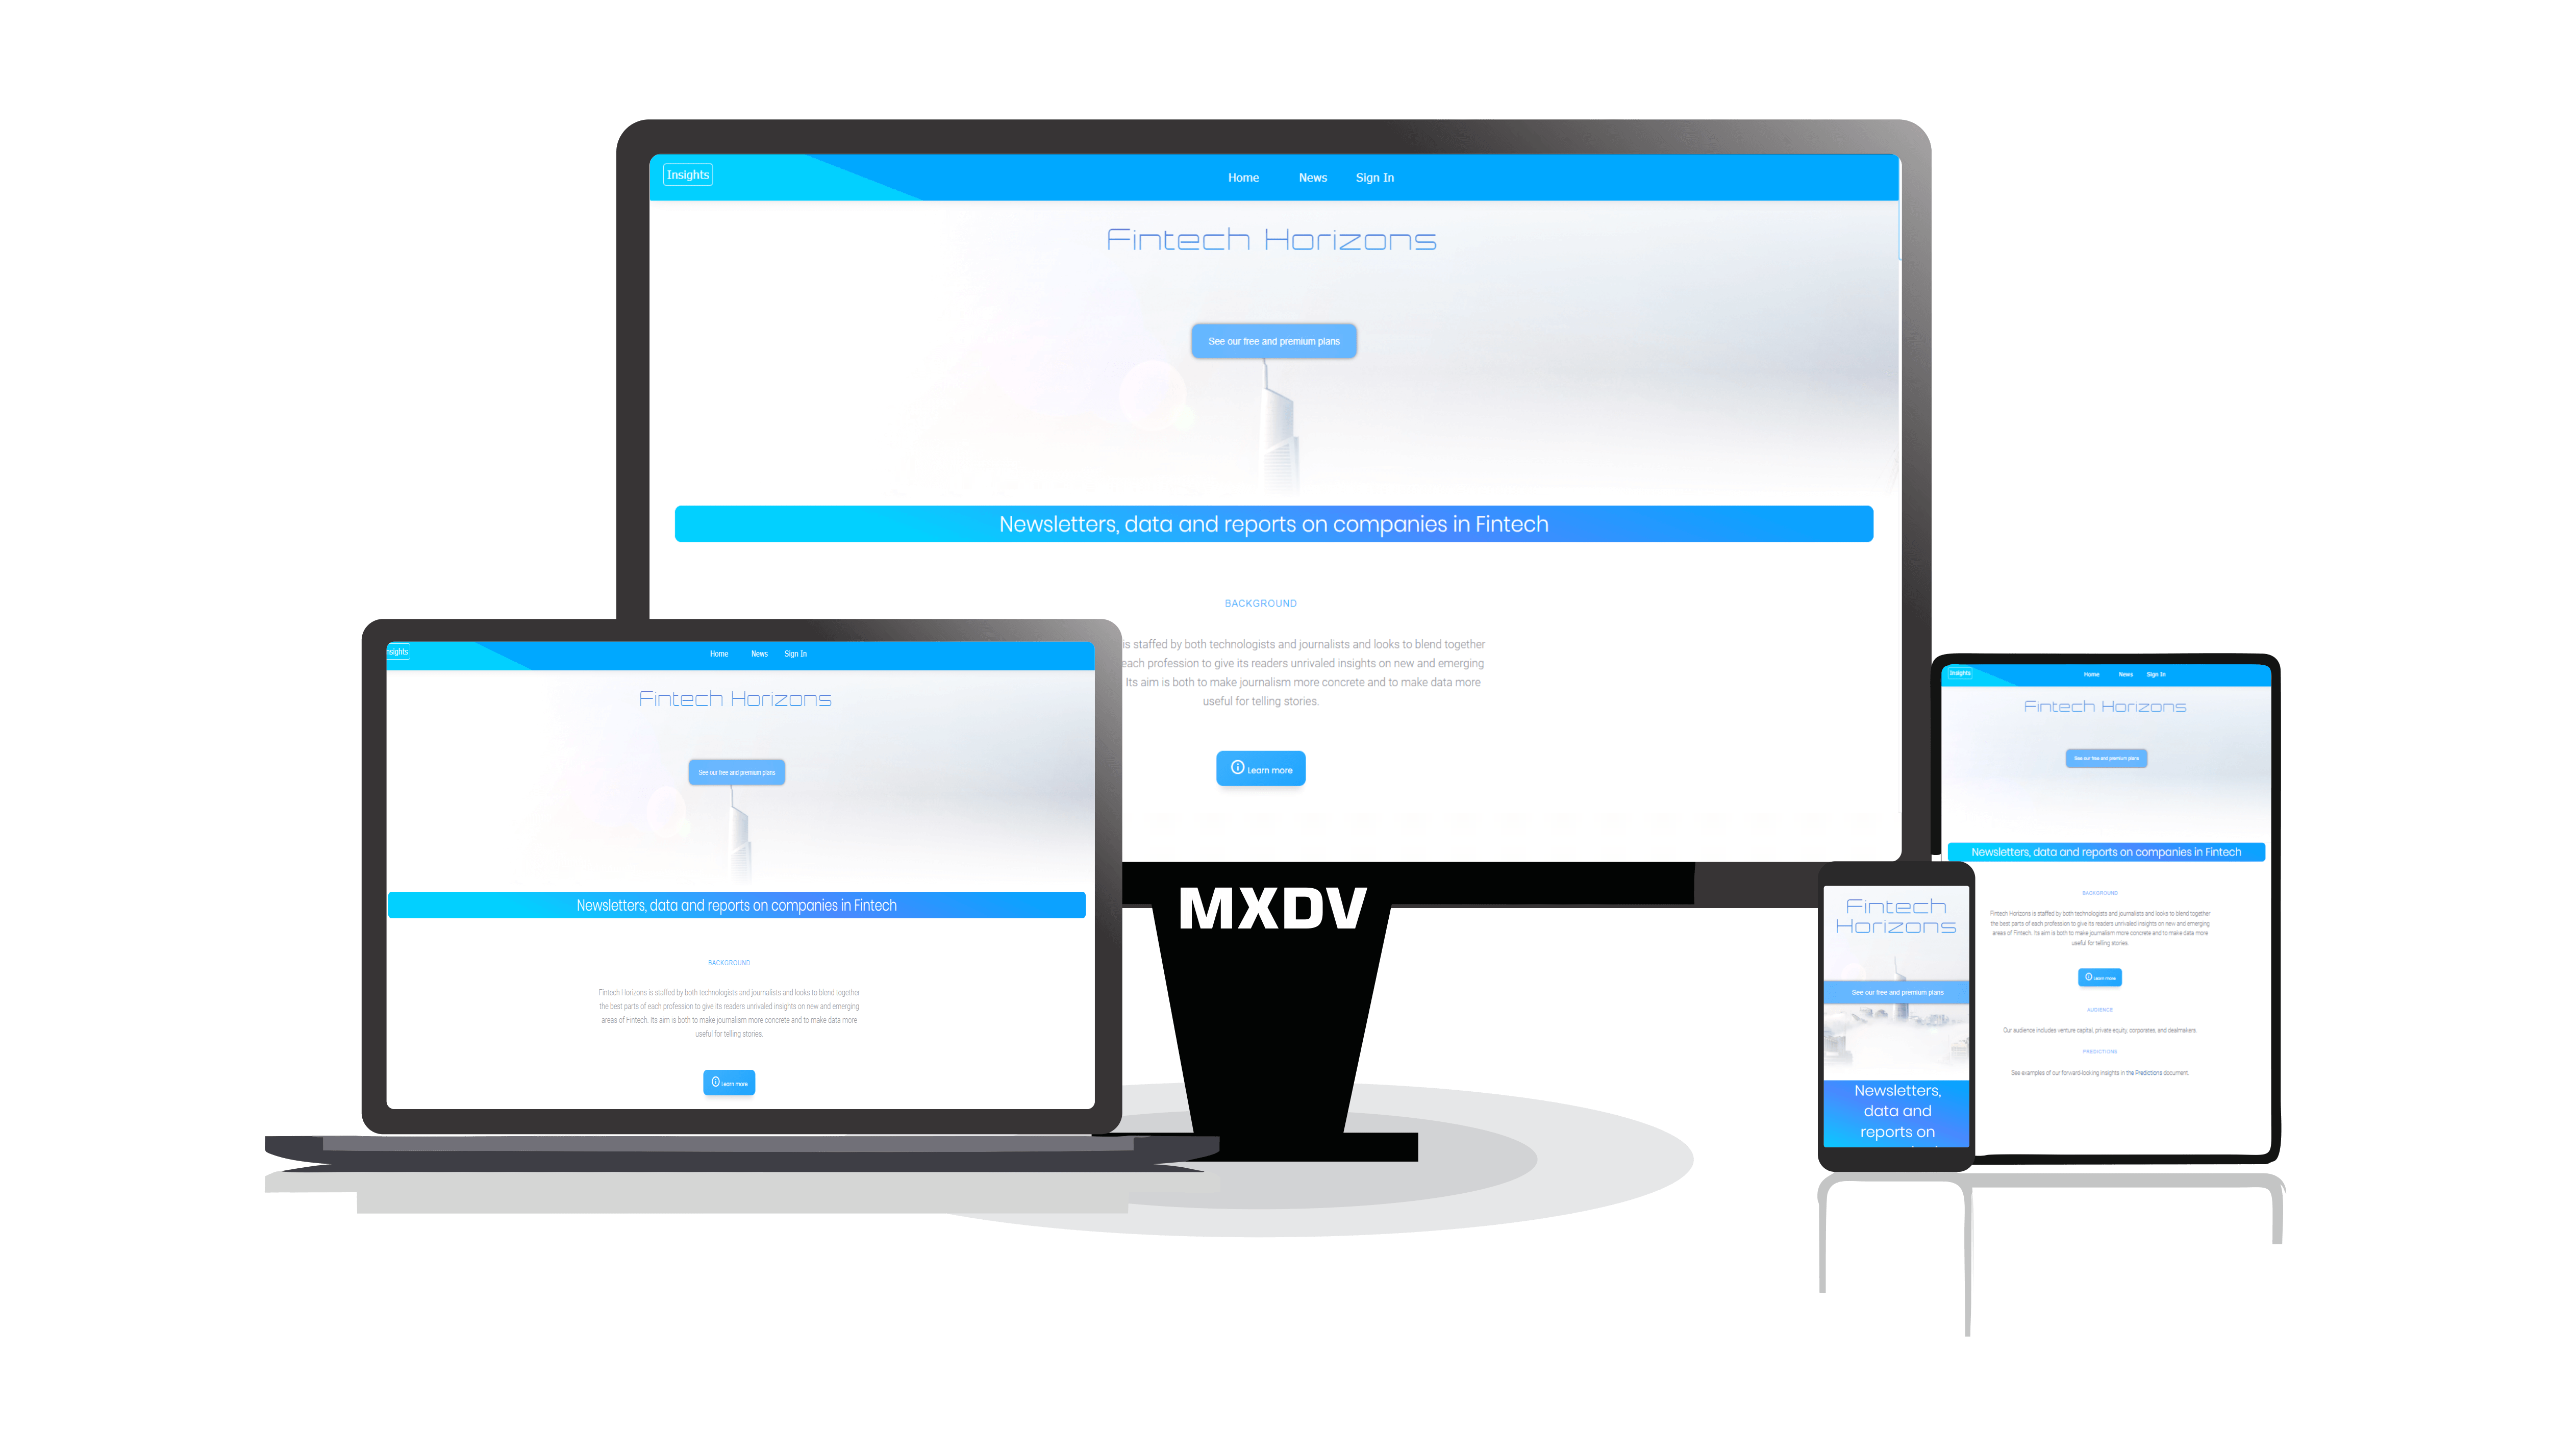 Insights
Home News Sign In
Fintech Horizons
See our free and premium plans
Newsletters, data and reports on companies in Fintech
BACKGROUND
is staffed by both technologists and journalists and looks to blend together
each profession to give its readers unrivaled insights on new and emerging
Its aim is both to make journalism more concrete and to make data more
useful for telling stories.
Learn more
MXDV
nsights
Home News Sign In
Fintech Horizons
See our free and premium plans
Newsletters, data and reports on companies in Fintech
BACKGROUND
Fintech Horizons is staffed by both technologists and journalists and looks to blend together
the best parts of each profession to give its readers unrivaled insights on new and emerging
areas of Fintech. Its aim is both to make journalism more concrete and to make data more
useful for telling stories.
Learn more
Fintech
Horizons
See our free and premium plans
Newsletters,
data and
reports on
Insights
Home News Sign In
Fintech Horizons
See our free and premium plans
Newsletters, data and reports on companies in Fintech
BACKGROUND
Fintech Horizons is staffed by both technologists and journalists and looks to blend together
the best parts of each profession to give its readers unrivaled insights on new and emerging
areas of Fintech. Its aim is both to make journalism more concrete and to make data more
useful for telling stories.
Learn more
AUDIENCE
Our audience includes venture capital, private equity, corporates, and dealmakers.
PREDICTIONS
See examples of our forward-looking insights in the Predictions document.